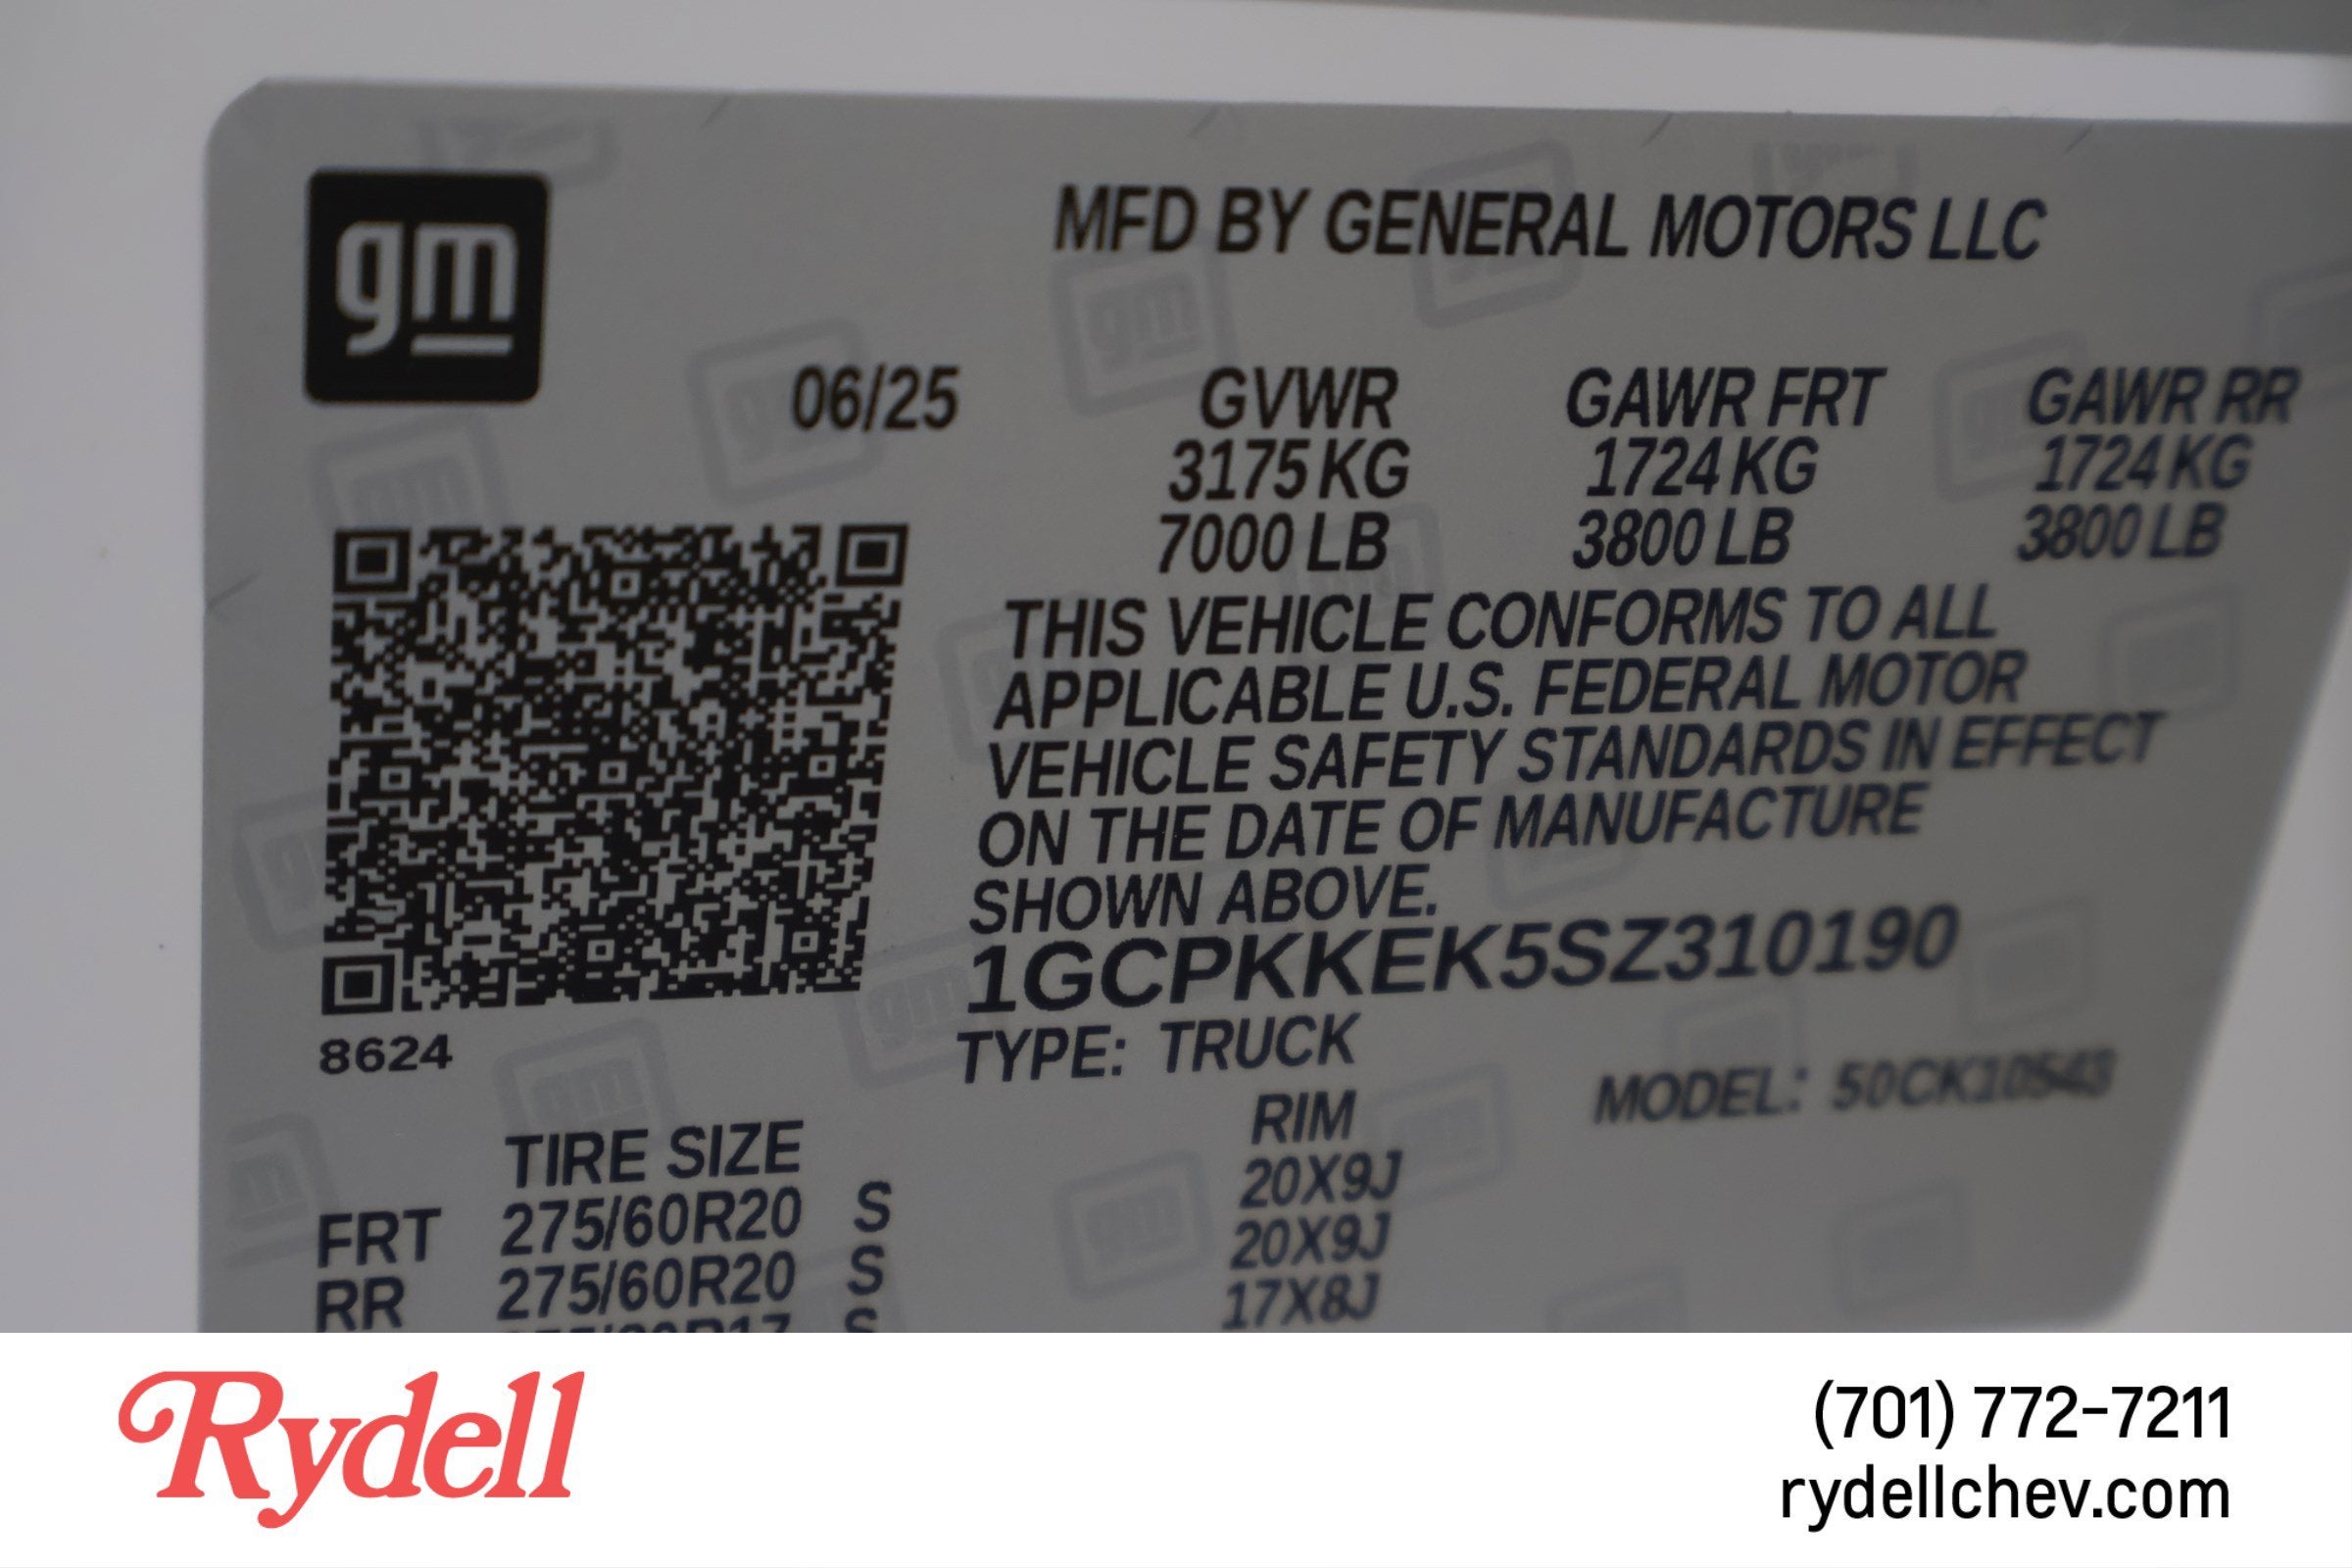 gm
MFD BY GENERAL MOTORS LLC
06/25 GVWR GAWR FRT GAWR RR
3175 KG 1724 KG 1724 KG
7000 LB 3800 LB 3800 LB
THIS VEHICLE CONFORMS TO ALL
APPLICABLE U.S. FEDERAL MOTOR
VEHICLE SAFETY STANDARDS IN EFFECT
ON THE DATE OF MANUFACTURE
SHOWN ABOVE.
1GCPKKEK5SZ310190
8624
TYPE: TRUCK
MODEL: 50CK10543
TIRE SIZE RIM
FRT 275/60R20 S 20X9J
RR 275/60R20 S 20X9J
S 17X8J
Rydell
(701) 772-7211
rydellchev.com